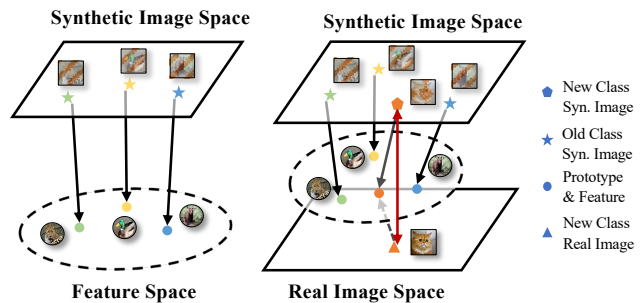 Synthetic Image Space
Synthetic Image Space
New Class
Syn. Image
Old Class
Syn. Image
Prototype
& Feature
New Class
Real Image
Feature Space
Real Image Space